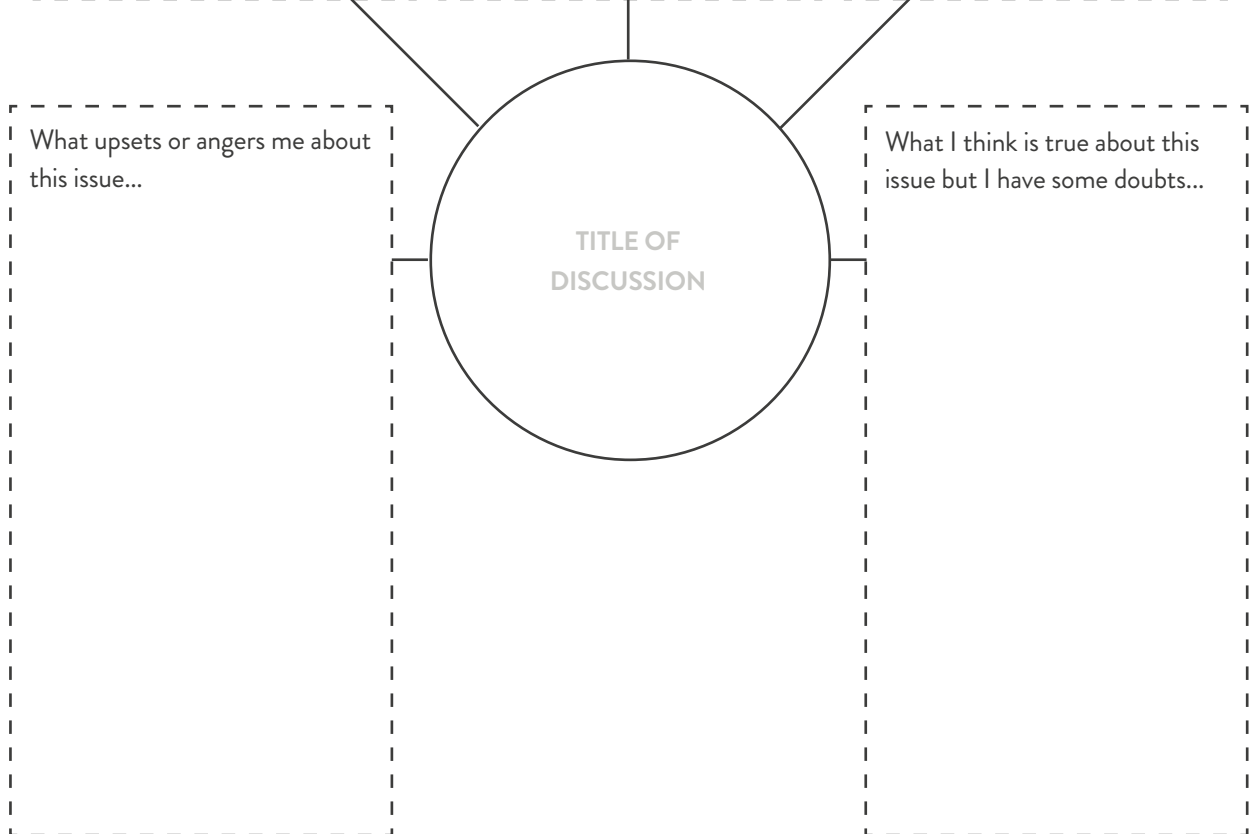 What upsets or angers me about
this issue...
TITLE OF
DISCUSSION
What I think is true about this
issue but I have some doubts...